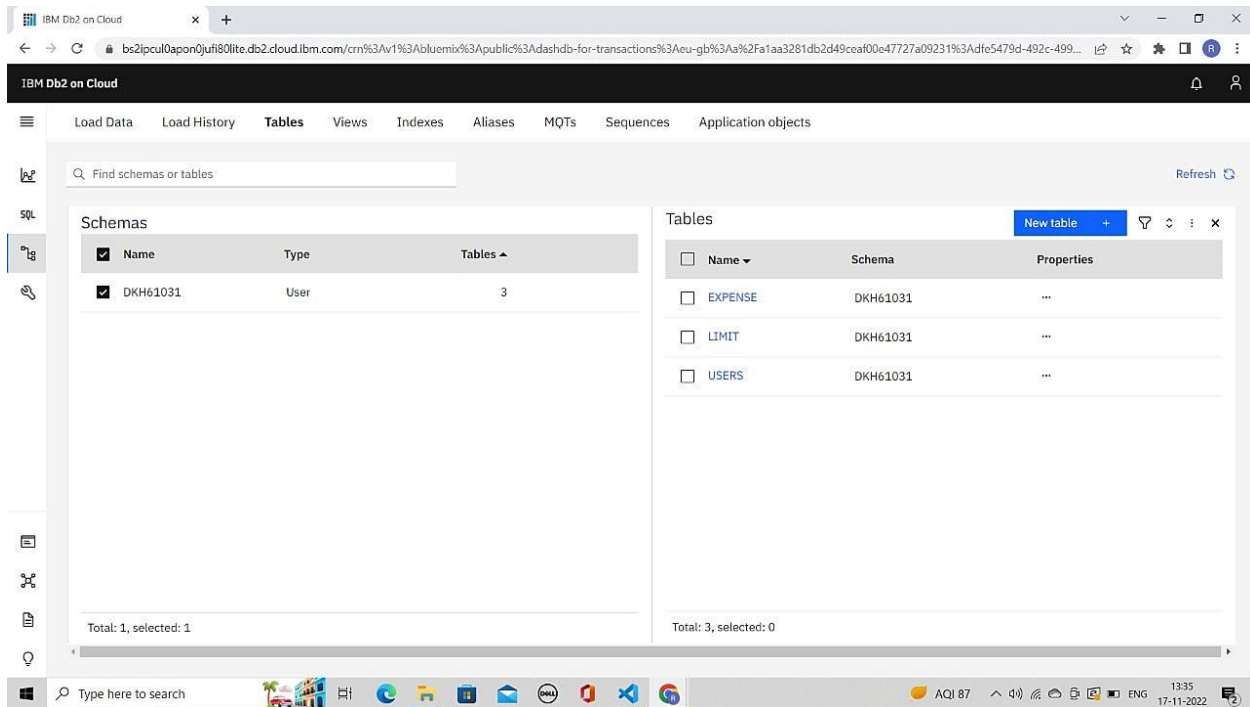 IBM Db2 on Cloud
bs2ipcul0apon0jufi80lite.db2.cloud.ibm.com/crn%3Av1%3Abluemix%3Apublic%3Adashdb-for-transactions%3Aeu-gb%3Aa%2Fa1aa3281db2d49ceaf00e47727a09231%3Adfe5479d-492c-499...
R
IBM Db2 on Cloud
Load Data Load History Tables Views Indexes Aliases MQTs Sequences Application objects
Find schemas or tables
Refresh
SQL
Schemas
Name Type Tables
DKH61031 User 3
Total: 1, selected: 1
Tables
New table +
Name Schema Properties
EXPENSE DKH61031 ...
LIMIT DKH61031 ...
USERS DKH61031 ...
Total: 3, selected: 0
Type here to search
DELL
AQI 87
ENG
13:35
17-11-2022
2